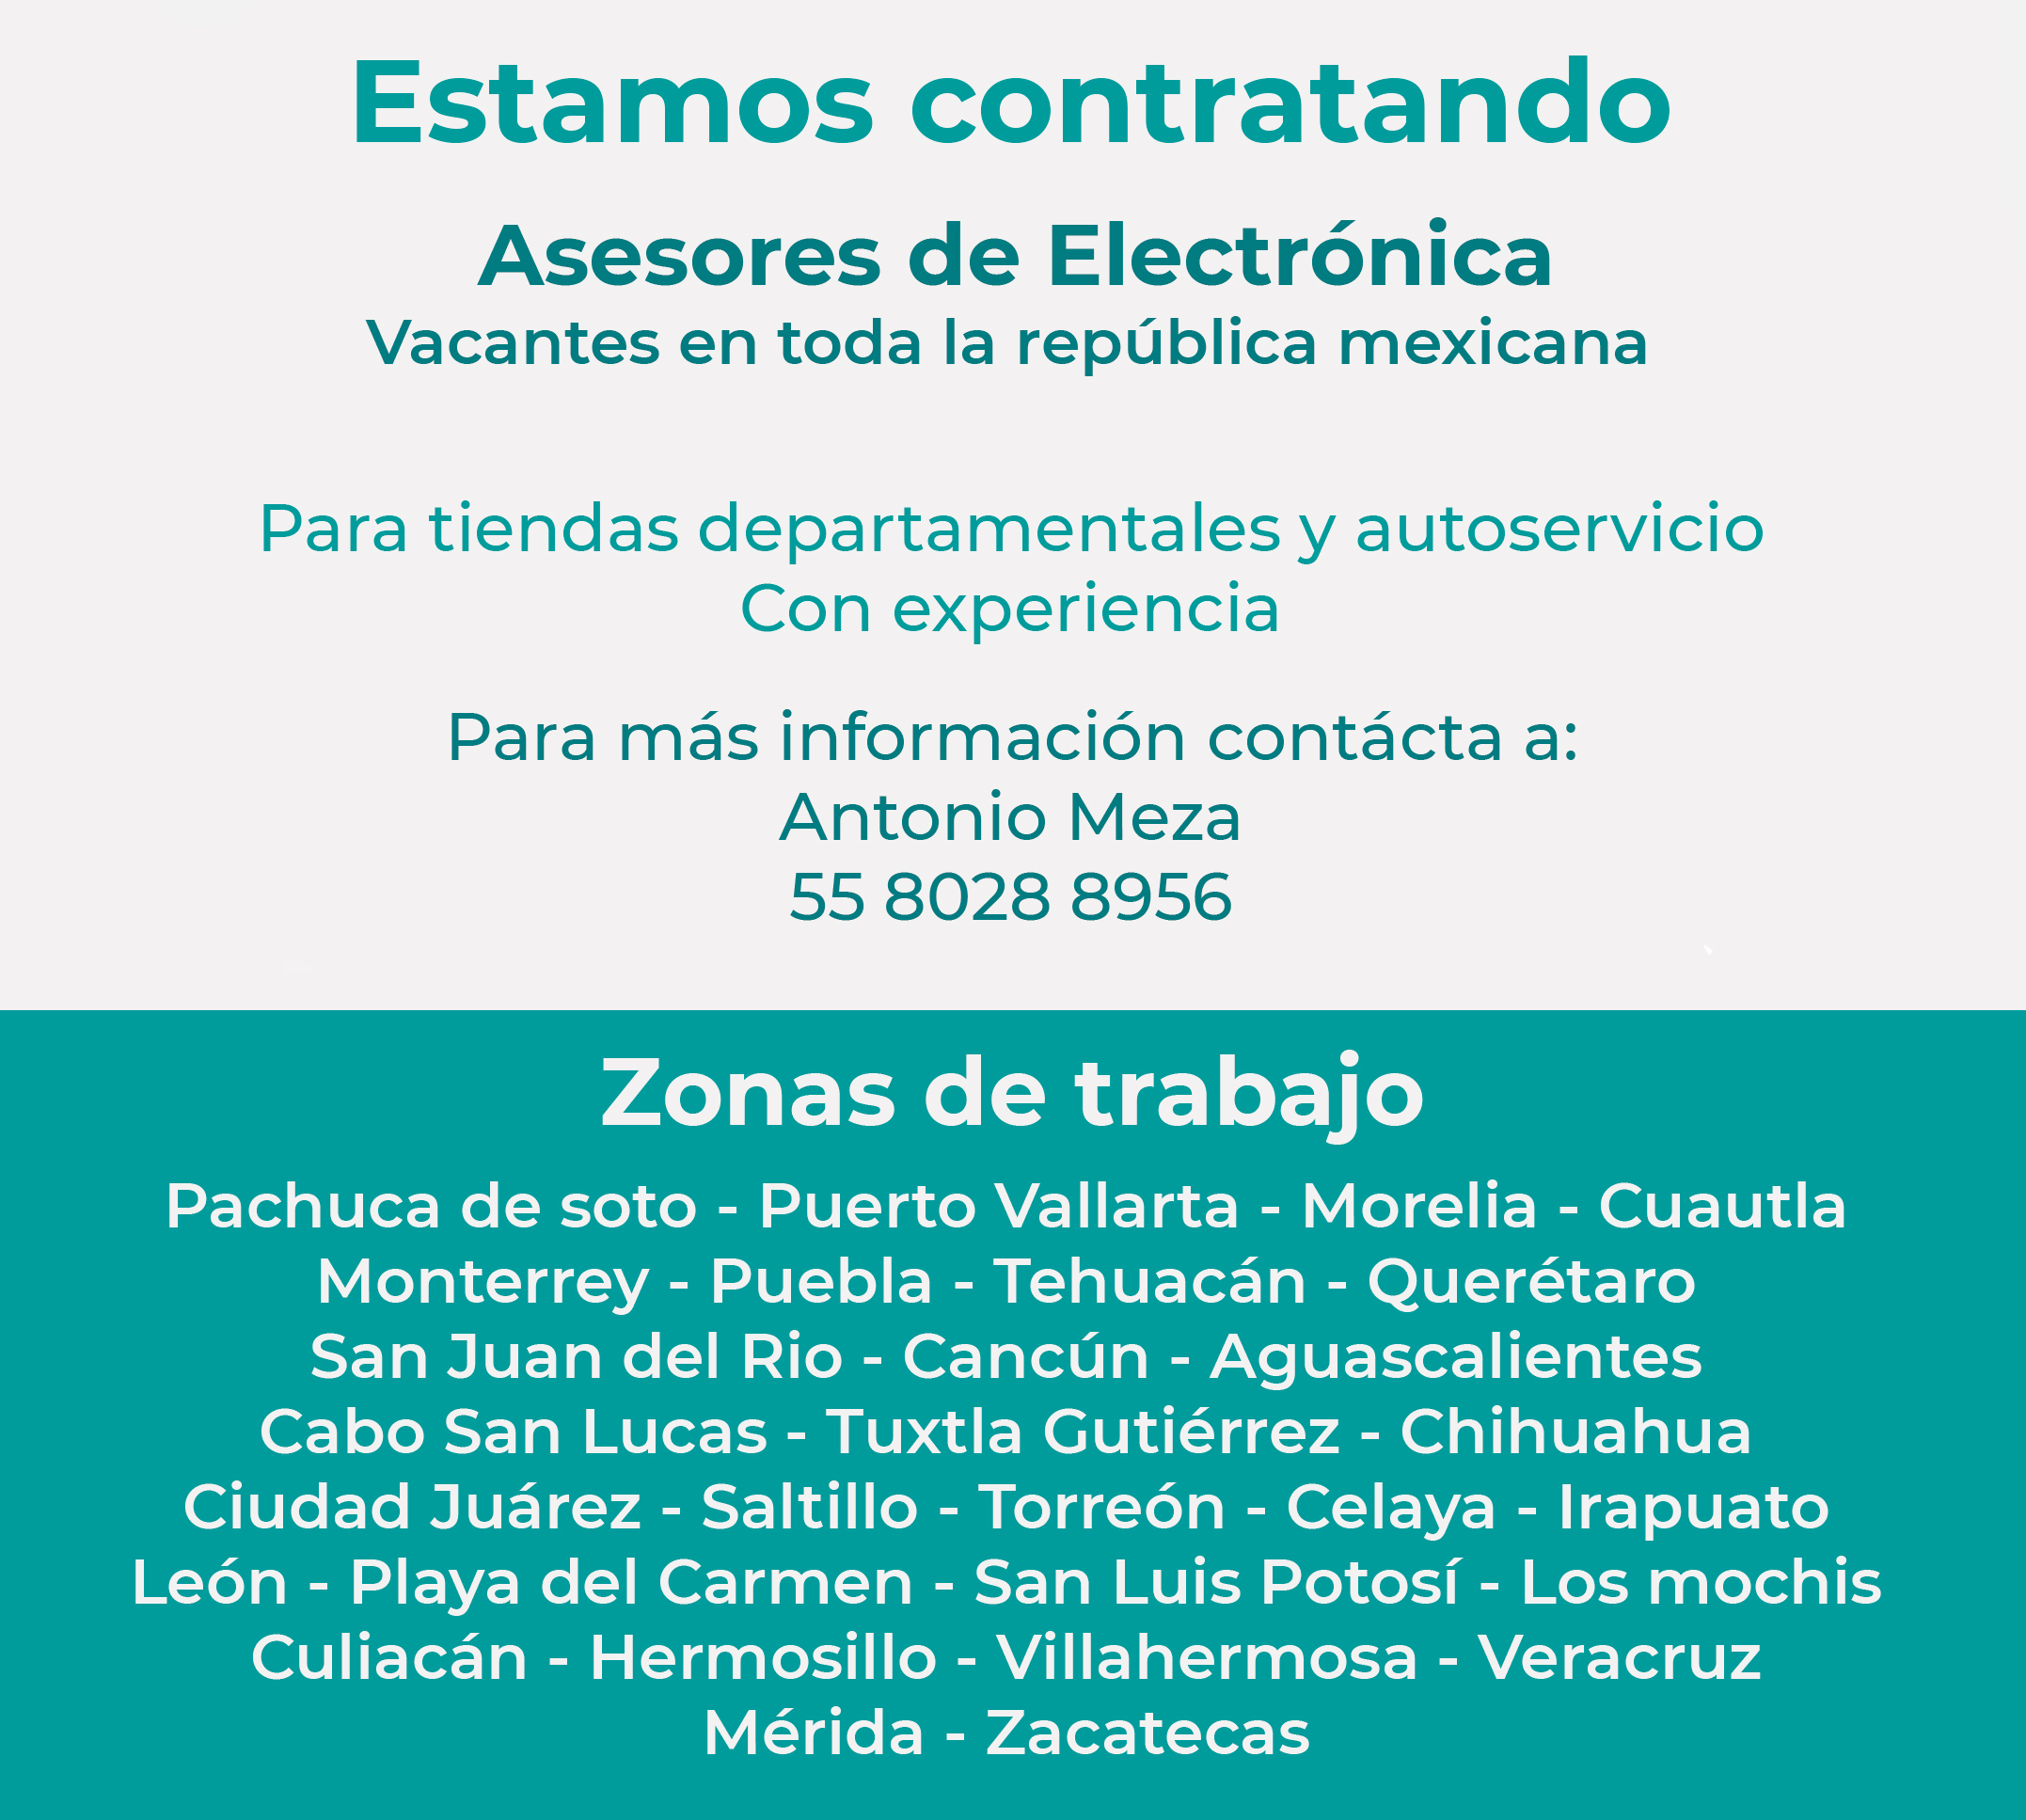 Estamos contratando
Asesores de Electrónica
Vacantes en toda la república mexicana
Para tiendas departamentales y autoservicio
Con experiencia
Para más información contácta a:
Antonio Meza
55 8028 8956
Zonas de trabajo
Pachuca de soto - Puerto Vallarta - Morelia - Cuautla
Monterrey - Puebla - Tehuacán - Querétaro
San Juan del Rio - Cancún - Aguascalientes
Cabo San Lucas - Tuxtla Gutiérrez - Chihuahua
Ciudad Juárez - Saltillo - Torreón - Celaya - Irapuato
León - Playa del Carmen - San Luis Potosí - Los mochis
Culiacán - Hermosillo - Villahermosa - Veracruz
Mérida - Zacatecas